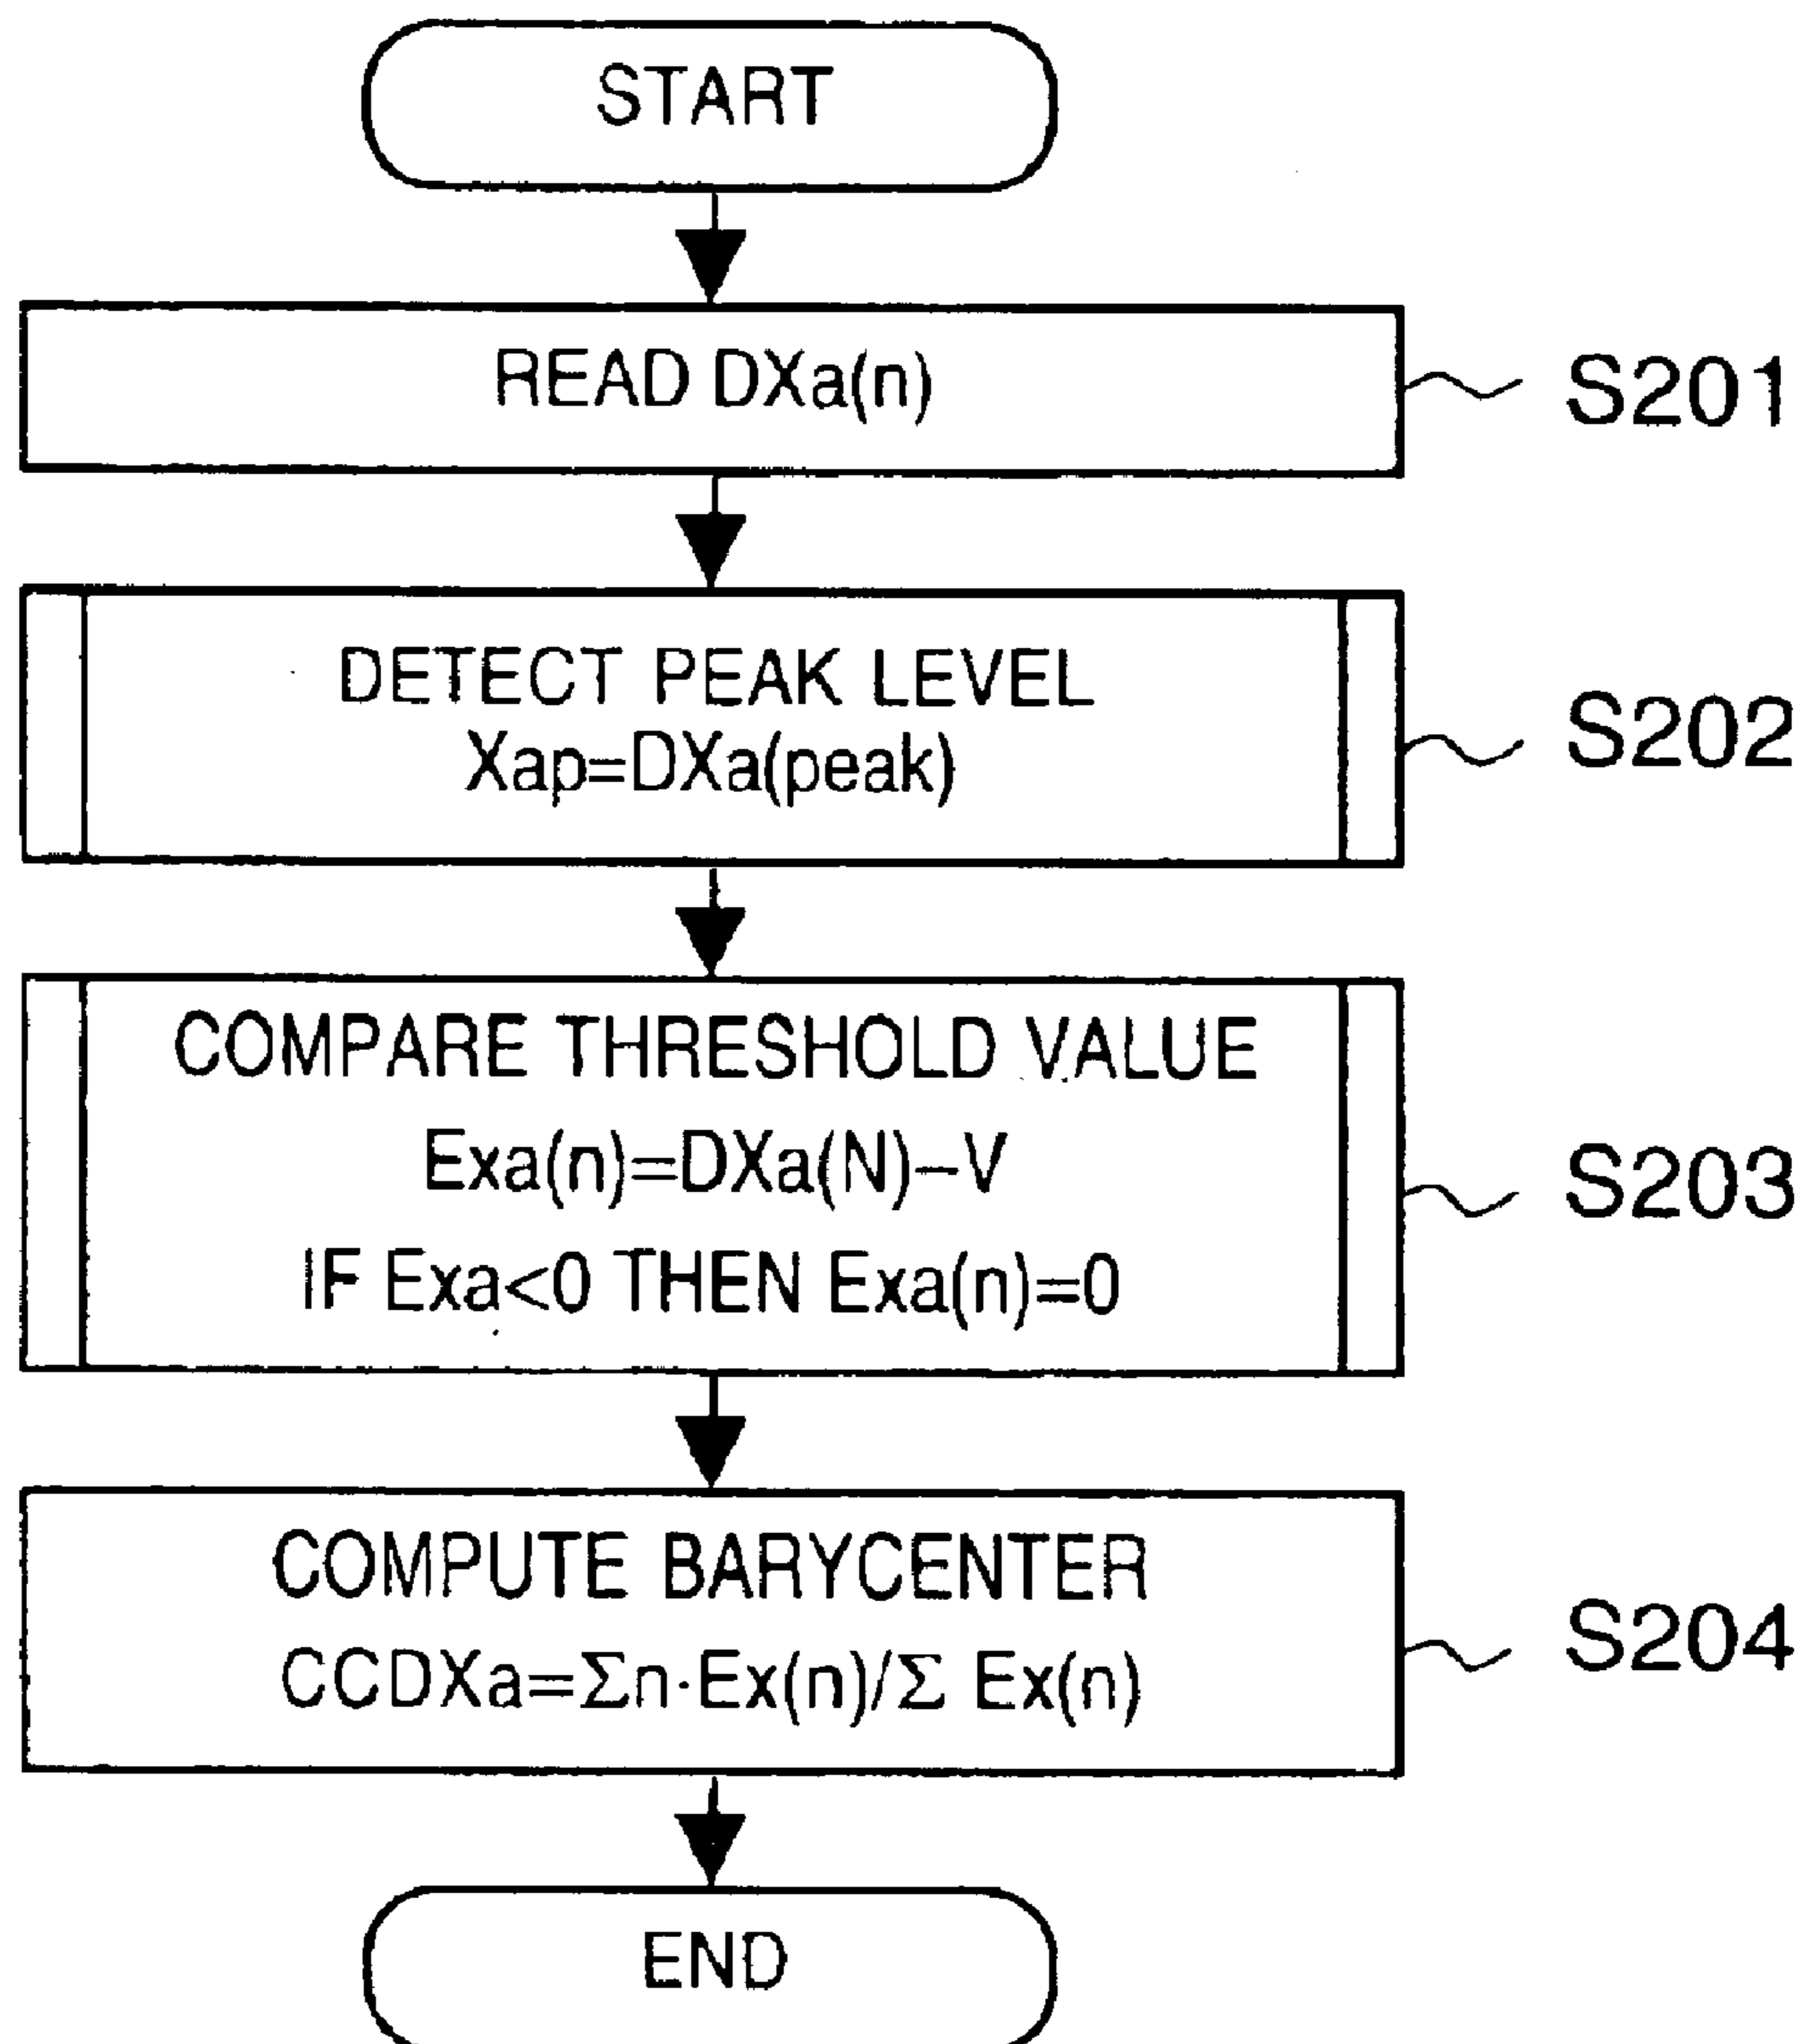 START
READ DXa(n)
S201
DETECT PEAK LEVEL
Xap=DXa(peak)
S202
COMPARE THRESHOLD VALUE
Exa(n)=DXa(N)−V
IF Exa<0 THEN Exa(n)=0
S203
COMPUTE BARYCENTER
CCDXa=Σn·Ex(n)/Σ Ex(n)
S204
END